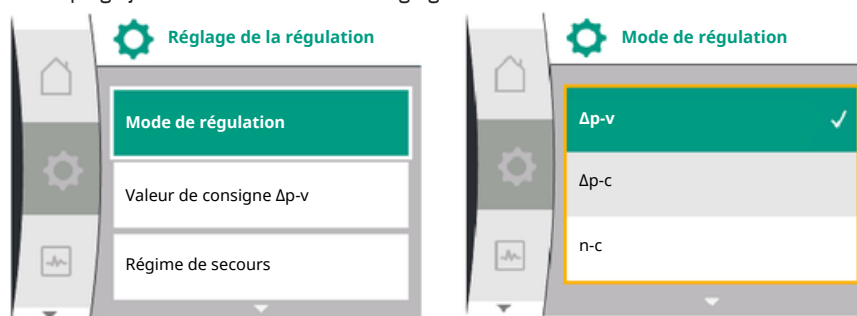 Réglage de la régulation
Mode de régulation
Valeur de consigne Δp-v
Régime de secours
Mode de régulation
Δp-v
Δp-c
n-c